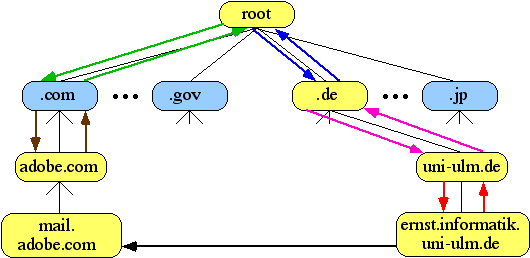 root
.com
.gov
.de
.jp
adobe.com
uni-ulm.de
mail.
adobe.com
ernst.informatik.
uni-ulm.de